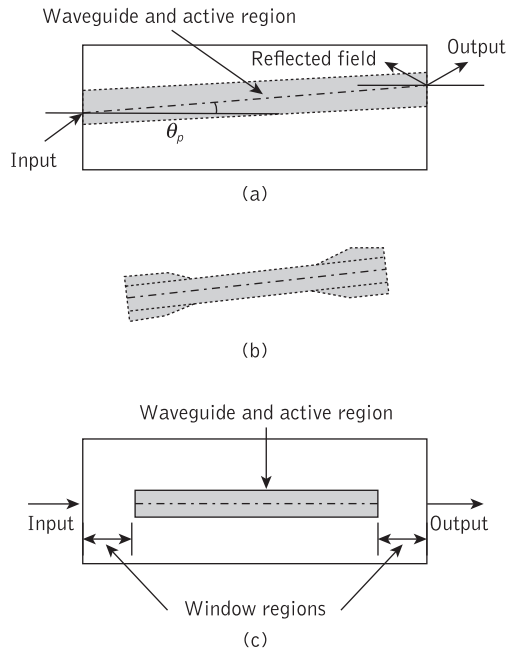 Waveguide and active region
Output
Reflected field
θp
Input
(a)
(b)
Waveguide and active region
Input
Output
Window regions
(c)